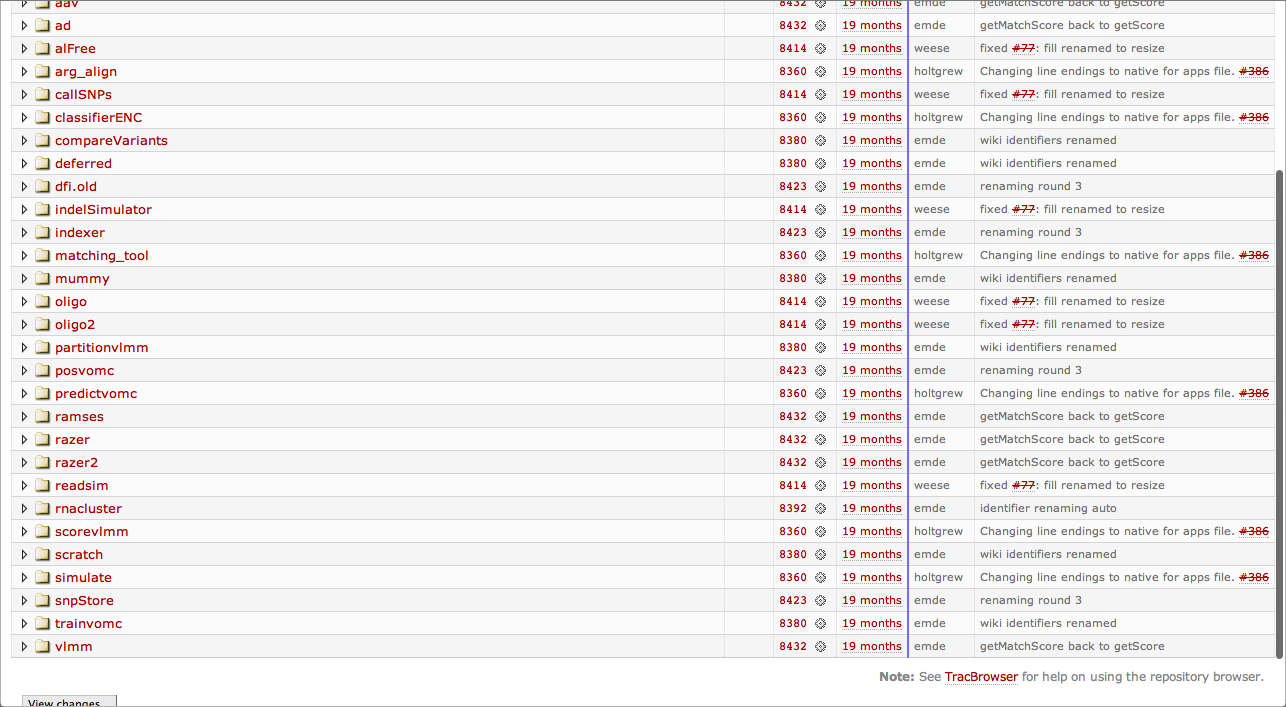 aav 8432 19 months emde getMatchScore back to getScore
ad 8432 19 months emde getMatchScore back to getScore
alFree 8414 19 months weese fixed #77: fill renamed to resize
arg_align 8360 19 months holtgrew Changing line endings to native for apps file. #386
callSNPs 8414 19 months weese fixed #77: fill renamed to resize
classifierENC 8360 19 months holtgrew Changing line endings to native for apps file. #386
compareVariants 8380 19 months emde wiki identifiers renamed
deferred 8380 19 months emde wiki identifiers renamed
dfi.old 8423 19 months emde renaming round 3
indelSimulator 8414 19 months weese fixed #77: fill renamed to resize
indexer 8423 19 months emde renaming round 3
matching_tool 8360 19 months holtgrew Changing line endings to native for apps file. #386
mummy 8380 19 months emde wiki identifiers renamed
oligo 8414 19 months weese fixed #77: fill renamed to resize
oligo2 8414 19 months weese fixed #77: fill renamed to resize
partitionvlmm 8380 19 months emde wiki identifiers renamed
posvomc 8423 19 months emde renaming round 3
predictvomc 8360 19 months holtgrew Changing line endings to native for apps file. #386
ramses 8432 19 months emde getMatchScore back to getScore
razer 8432 19 months emde getMatchScore back to getScore
razer2 8432 19 months emde getMatchScore back to getScore
readsim 8414 19 months weese fixed #77: fill renamed to resize
rnacluster 8392 19 months emde identifier renaming auto
scorevlmm 8360 19 months holtgrew Changing line endings to native for apps file. #386
scratch 8380 19 months emde wiki identifiers renamed
simulate 8360 19 months holtgrew Changing line endings to native for apps file. #386
snpStore 8423 19 months emde renaming round 3
trainvomc 8380 19 months emde wiki identifiers renamed
vlmm 8432 19 months emde getMatchScore back to getScore
Note: See TracBrowser for help on using the repository browser.
View changes...